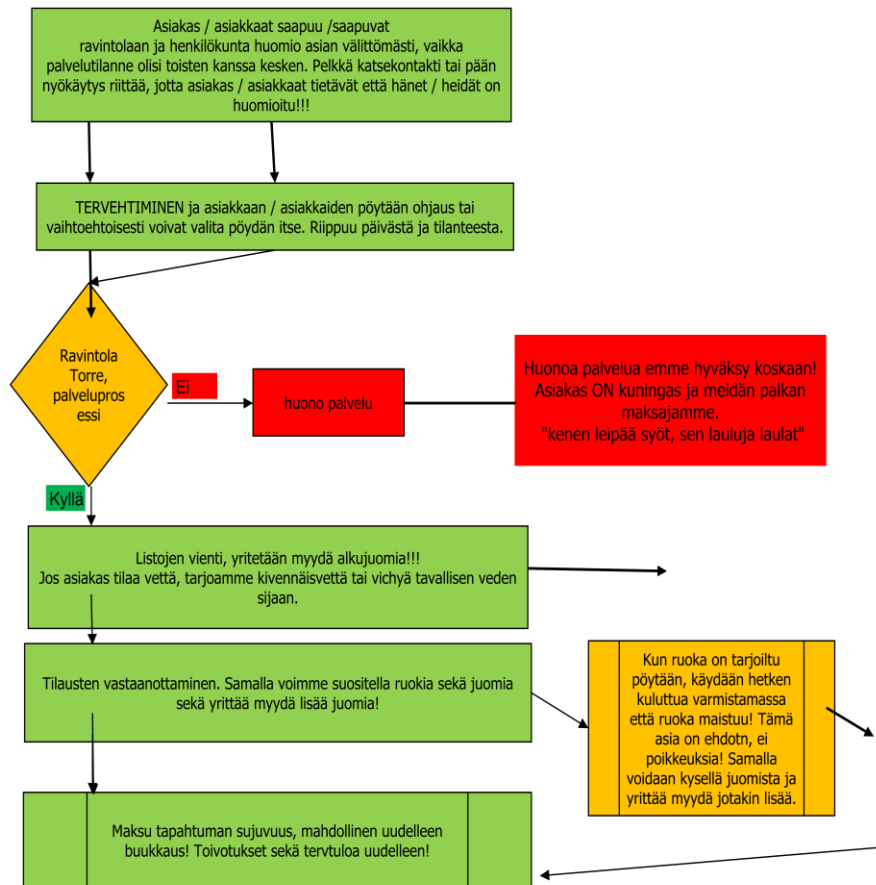 Asiakas / asiakkaat saapuu /saapuvat
ravintolaan ja henkilökunta huomio asian välittömästi, vaikka
palvelutilanne olisi toisten kanssa kesken. Pelkkä katsekontakti tai pään
nyökäytys riittää, jotta asiakas / asiakkaat tietävät että hänet / heidät on
huomioitu!!!
TERVEHTIMINEN ja asiakkaan / asiakkaiden pöytään ohjaus tai
vaihtoehtoisesti voivat valita pöydän itse. Riippuu päivästä ja tilanteesta.
Ravintola
Torre,
palvelupros
essi
Ei
huono palvelu
Huonoa palvelua emme hyväksy koskaan!
Asiakas ON kuningas ja meidän palkan
maksajamme.
"kenen leipää syöt, sen lauluja laulat"
Kyllä
Listojen vienti, yritetään myydä alkujuomia!!!
Jos asiakas tilaa vettä, tarjoamme kivennäisvettä tai vichyä tavallisen veden
sijaan.
Tilausten vastaanottaminen. Samalla voimme suositella ruokia sekä juomia
sekä yrittää myydä lisää juomia!
Kun ruoka on tarjoiltu
pöytään, käydään hetken
kuluttua varmistamassa
että ruoka maistuu! Tämä
asia on ehdotn, ei
poikkeuksia! Samalla
voidaan kysellä juomista ja
yrittää myydä jotakin lisää.
Maksu tapahtuman sujuvuus, mahdollinen uudelleen
buukkaus! Toivotukset sekä tervtuloa uudelleen!